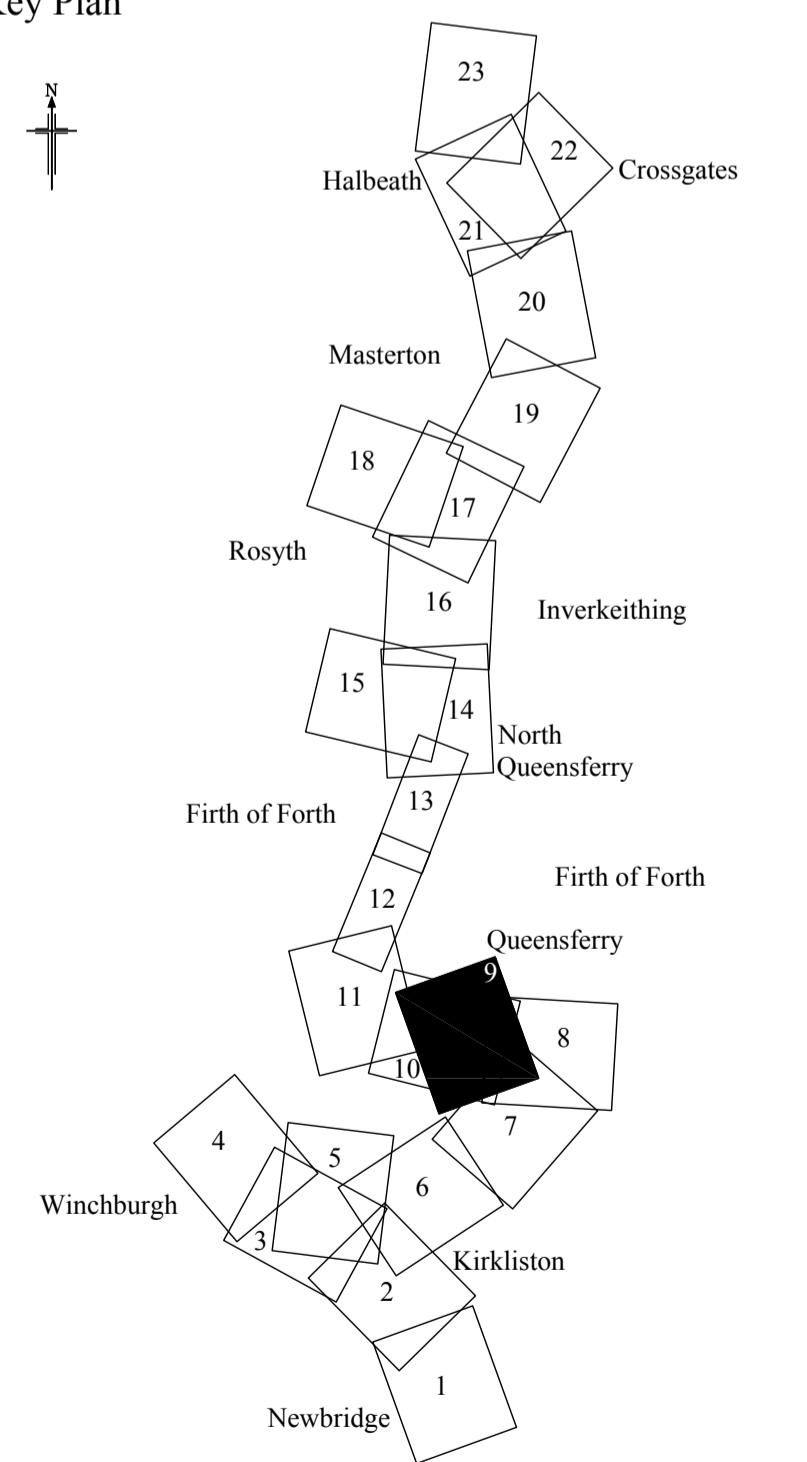 Key Plan
23
N
22
Crossgates
Halbeath
21
20
Masterton
19
18
17
Rosyth
16
Inverkeithing
15
14
North
Queensferry
13
Firth of Forth
Firth of Forth
12
Queensferry
9
11
8
10
7
4
5
6
Winchburgh
3
Kirkliston
2
1
Newbridge